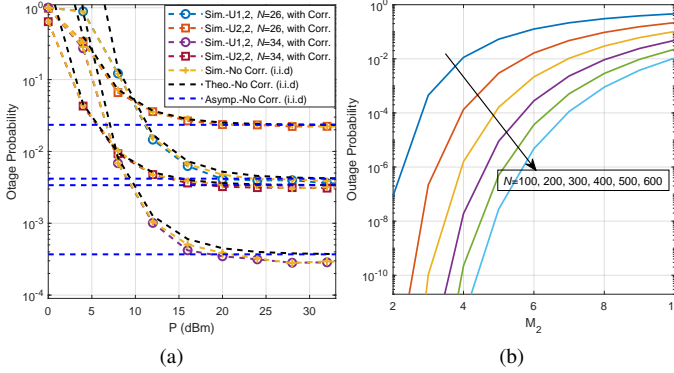 Otage Probability
10^0
10^-1
10^-2
10^-3
10^-4
0 5 10 15 20 25 30
P (dBm)
Sim.-U1,2, N=26, with Corr.
Sim.-U2,2, N=26, with Corr.
Sim.-U1,2, N=34, with Corr.
Sim.-U2,2, N=34, with Corr.
Sim.-No Corr. (i.i.d)
Theo.-No Corr. (i.i.d)
Asymp.-No Corr. (i.i.d)
(a)
Outage Probability
10^0
10^-2
10^-4
10^-6
10^-8
10^-10
2 4 6 8 10
M_2
N=100, 200, 300, 400, 500, 600
(b)